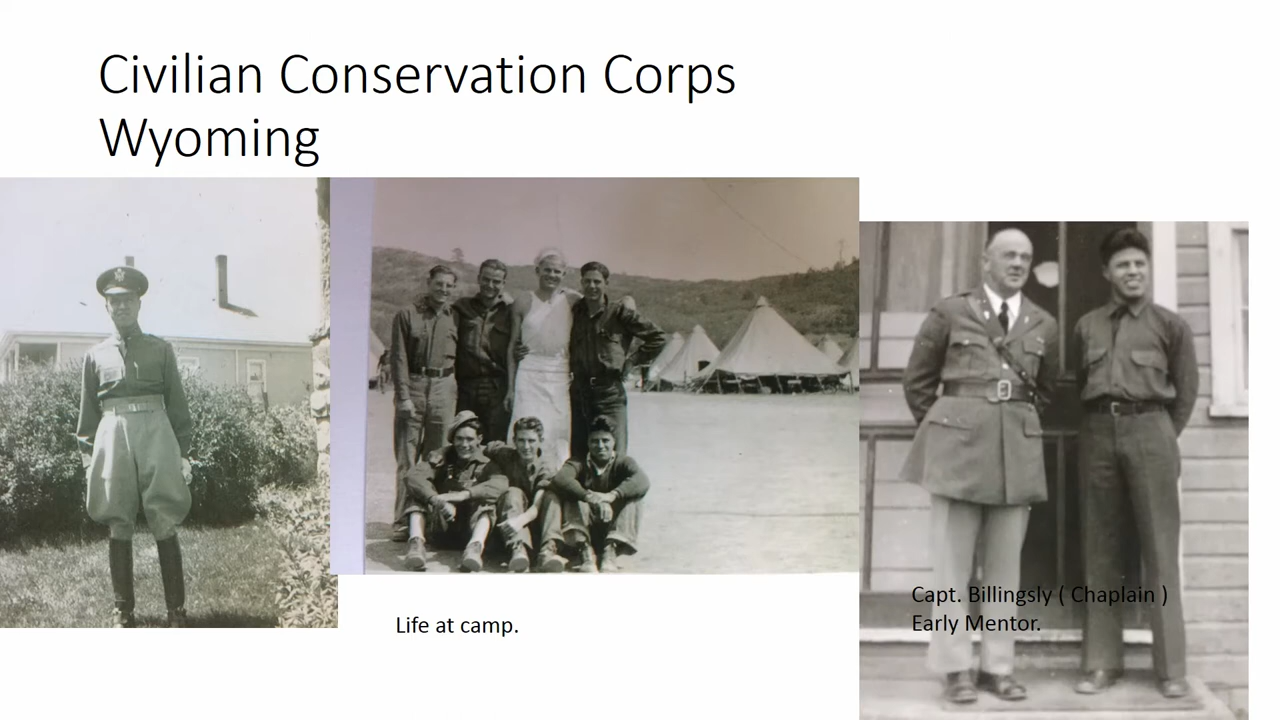 Civilian Conservation Corps
Wyoming
Life at camp.
Capt. Billingsly ( Chaplain )
Early Mentor.